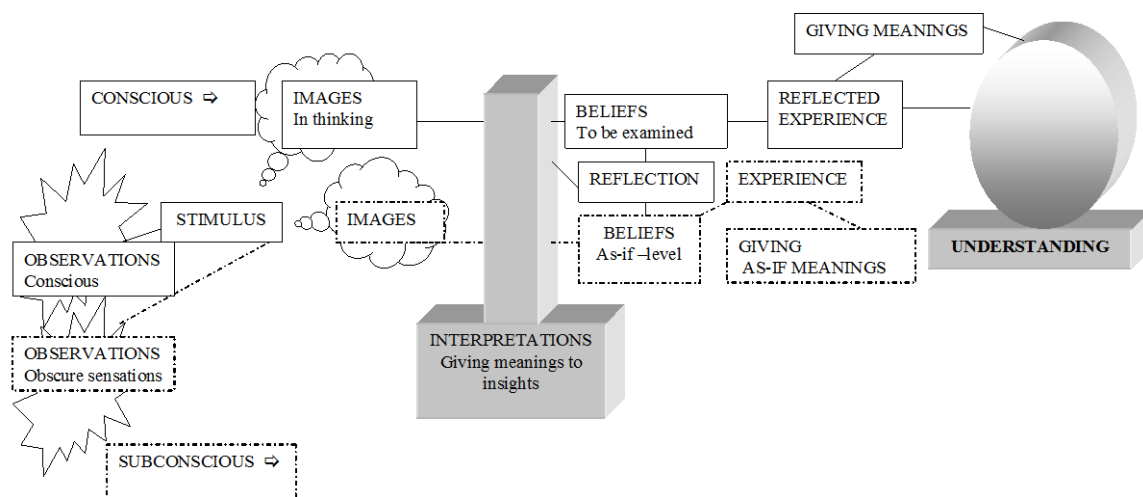 GIVING MEANINGS
CONSCIOUS ➩
IMAGES
In thinking
BELIEFS
To be examined
REFLECTED
EXPERIENCE
REFLECTION
EXPERIENCE
STIMULUS
IMAGES
BELIEFS
As-if –level
GIVING
AS-IF MEANINGS
UNDERSTANDING
OBSERVATIONS
Conscious
INTERPRETATIONS
Giving meanings to
insights
OBSERVATIONS
Obscure sensations
SUBCONSCIOUS ➩